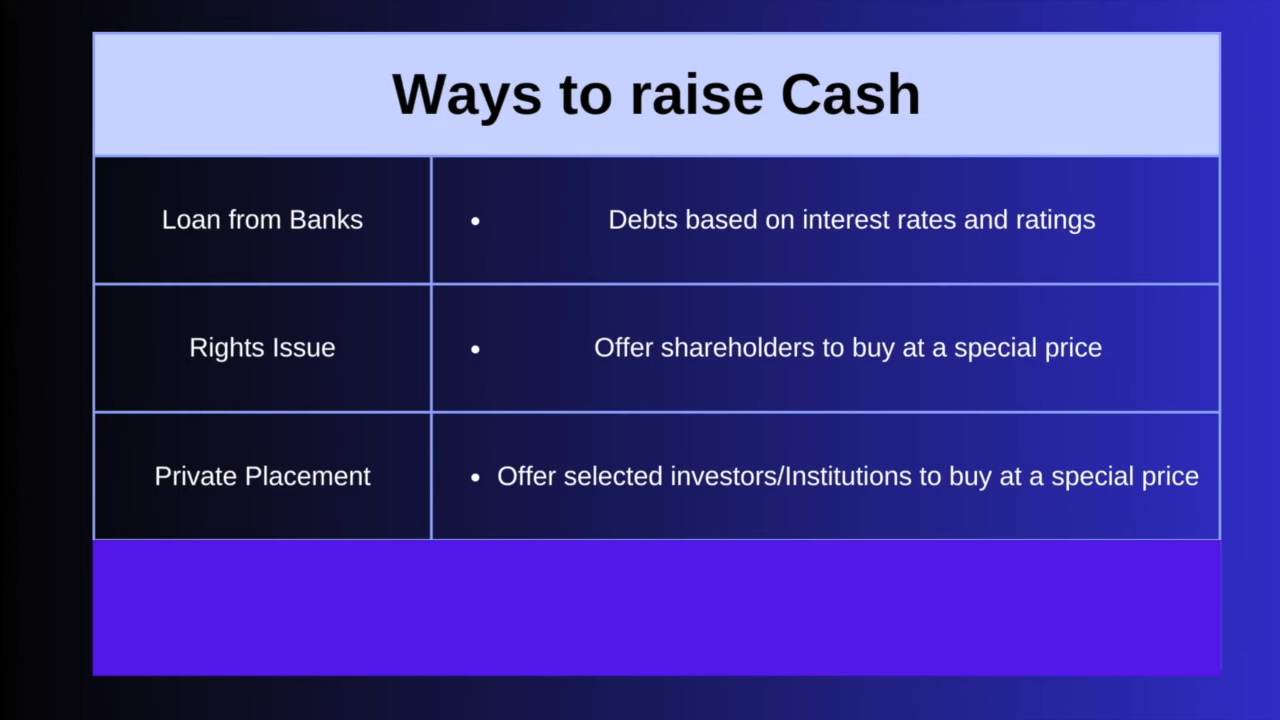 Ways to raise Cash
Loan from Banks
• Debts based on interest rates and ratings
Rights Issue
• Offer shareholders to buy at a special price
Private Placement
• Offer selected investors/Institutions to buy at a special price